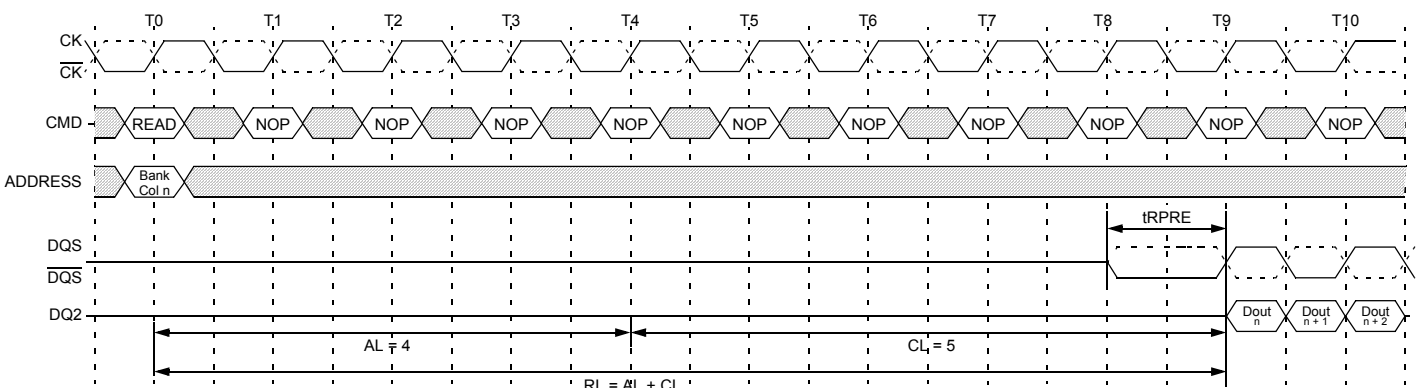 T0 T1 T2 T3 T4 T5 T6 T7 T8 T9 T10
CK
CK
CMD READ NOP NOP NOP NOP NOP NOP NOP NOP NOP NOP
ADDRESS Bank Col n
tRPRE
DQS
DQS
DQ2 Dout n Dout n + 1 Dout n + 2
AL = 4 CL = 5
RL = AL + CL